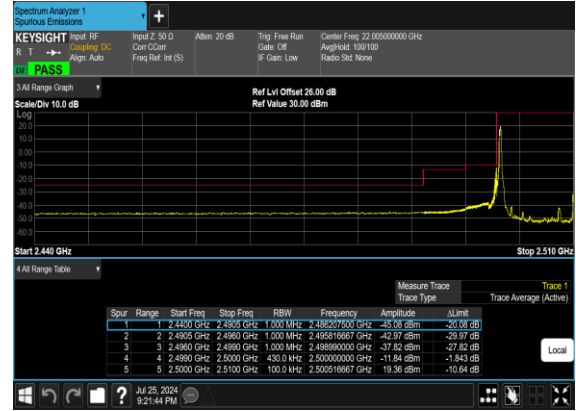 Spectrum Analyzer 1
Spurious Emissions
KEYSIGHT
R T
LNI PASS
Input: RF
Coupling: DC
Align: Auto
Input Z: 50 Ω
Corr CCorr
Freq Ref: Int (S)
Atten: 20 dB
Trig: Free Run
Gate: Off
IF Gain: Low
Center Freq: 22.005000000 GHz
Avg|Hold: 100/100
Radio Std: None
3 All Range Graph
Scale/Div 10.0 dB
Ref Lvl Offset 26.00 dB
Ref Value 30.00 dBm
Log
20.0
10.0
0.00
-10.0
-20.0
-30.0
-40.0
-50.0
-60.0
Start 2.440 GHz
Stop 2.510 GHz
4 All Range Table
Measure Trace Trace 1
Trace Type Trace Average (Active)
Spur Range Start Freq Stop Freq RBW Frequency Amplitude ΔLimit
1 1 2.4400 GHz 2.4905 GHz 1.000 MHz 2.486207500 GHz -45.08 dBm -20.08 dB
2 2 2.4905 GHz 2.4960 GHz 1.000 MHz 2.495816667 GHz -42.97 dBm -29.97 dB
3 3 2.4960 GHz 2.4990 GHz 1.000 MHz 2.498990000 GHz -37.82 dBm -27.82 dB
4 4 2.4990 GHz 2.5000 GHz 430.0 kHz 2.500000000 GHz -11.84 dBm -1.843 dB
5 5 2.5000 GHz 2.5100 GHz 100.0 kHz 2.500516667 GHz 19.36 dBm -10.64 dB
Local
?
Jul 25, 2024
9:21:44 PM